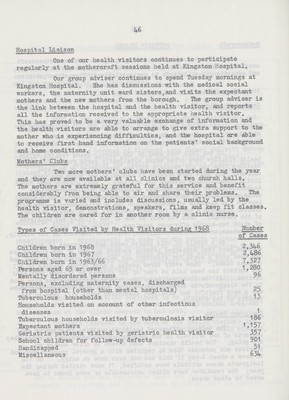 46
Hospital Liaison
One of our health visitors continues to participate
regularly at the mothercraft sessions held at Kingston Hospital.
Our group adviser continues to spend Tuesday mornings at
Kingston Hospital. She has discussions with the medical social
workers, the maternity unit ward sisters, and visits the expectant
mothers and the new mothers from the borough. The group adviser is
the link between the hospital and the health visitor, and reports
all the information received to the appropriate health visitor.
This has proved to be a very valuable exchange of information and
the health visitors are able to arrange to give extra support to the
mother who is experiencing difficulties, and the hospital are able
to receive first hand information on the patients' social background
and home conditions.
Mothers' Clubs
Two more mothers' clubs have been started during the year
and they are now available at all clinics and two church halls.
The mothers are extremely grateful for this service and benefit
considerably from being able to air and share their problems. The
programme is varied and includes discussions, usually led by the
health visitor, demonstrations, speakers, films and keep fit classes.
The children are cared for in another room by a clinic nurse.
Types of Cases Visited by Health Visitors during 1968 Number
of Cases
Children born in 1968 2,346
Children born in 1967 2,486
Children born in 1963/66 7,327
Persons aged 65 or over 1,280
Mentally disordered persons 96
Persons, excluding maternity cases, discharged
from hospital (other than mental hospitals) 25
Tuberculous households 13
Households visited on account of other infectious
diseases 1
Tuberculous households visited by tuberculosis visitor 186
Expectant mothers 1,157
Geriatric patients visited by geriatric health visitor 357
School children for follow-up defects 901
Handicapped 51
Miscellaneous 634